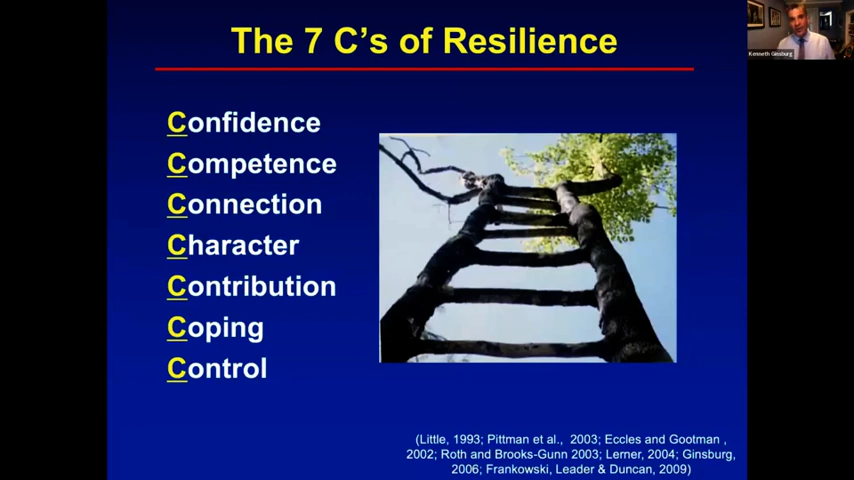 The 7 C's of Resilience
Kenneth Ginsburg
Confidence
Competence
Connection
Character
Contribution
Coping
Control
(Little, 1993; Pittman et al., 2003; Eccles and Gootman ,
2002; Roth and Brooks-Gunn 2003; Lerner, 2004; Ginsburg,
2006; Frankowski, Leader & Duncan, 2009)